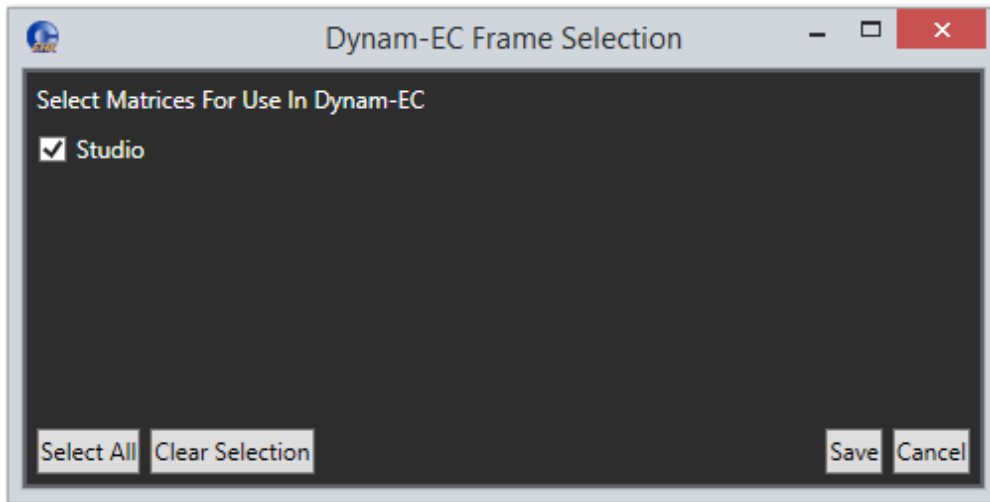 Dynam-EC Frame Selection
Select Matrices For Use In Dynam-EC
Studio
Select All Clear Selection Save Cancel